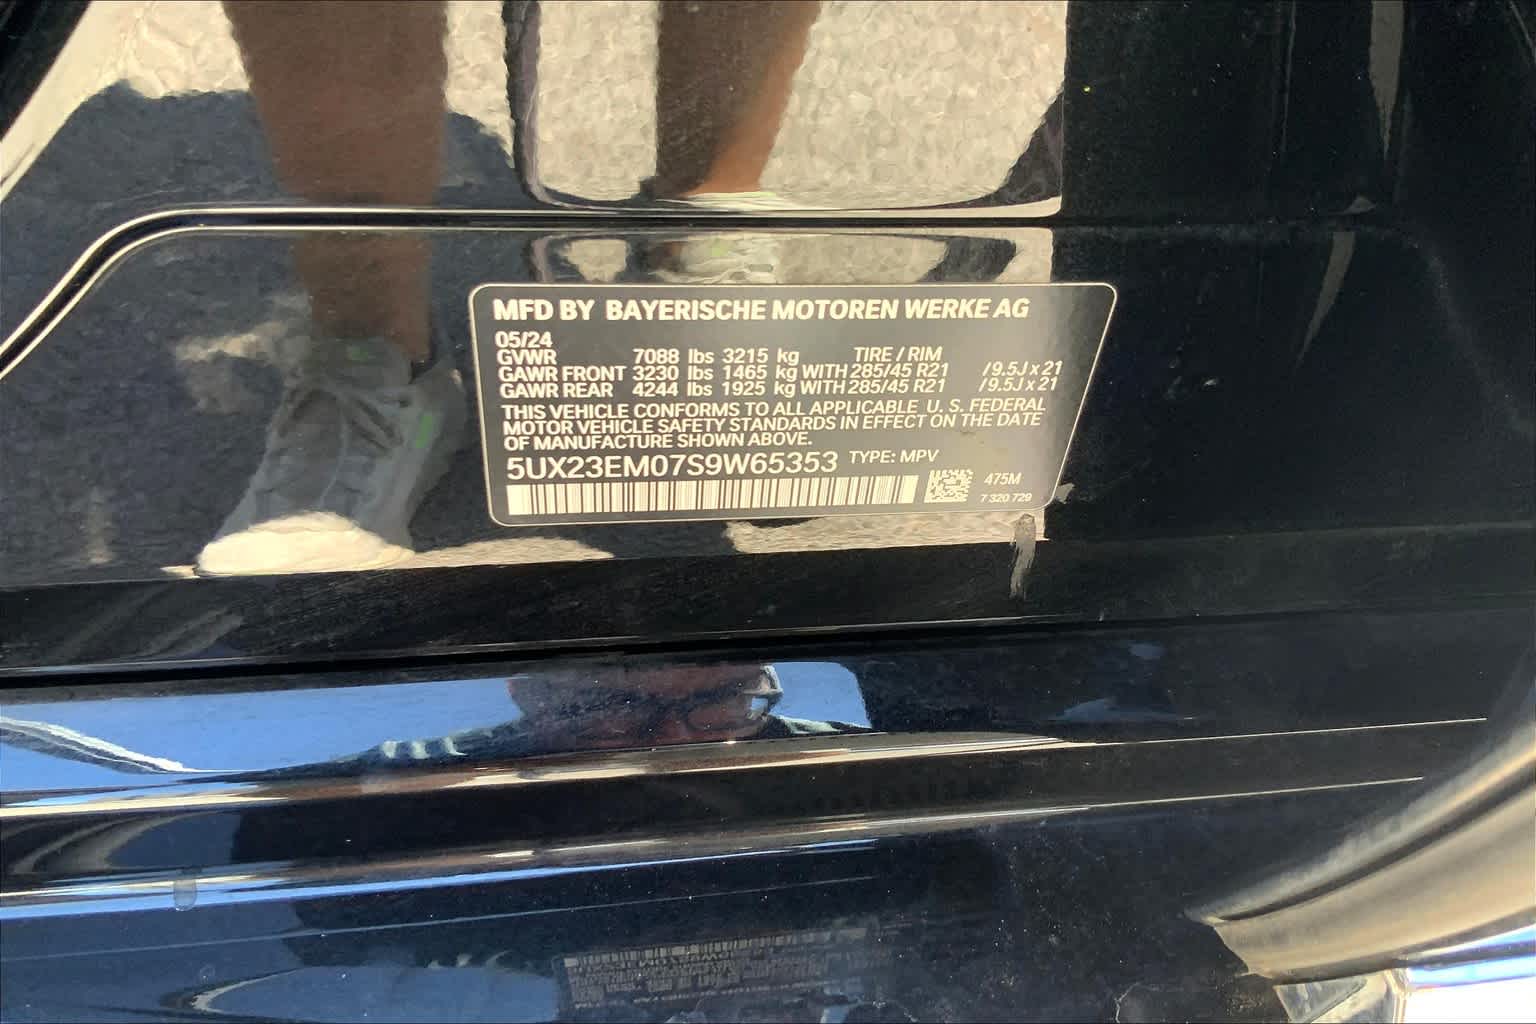 MFD BY BAYERISCHE MOTOREN WERKE AG
05/24
GVWR 7088 lbs 3215 kg TIRE / RIM
GAWR FRONT 3230 lbs 1465 kg WITH 285/45 R21 /9.5J x 21
GAWR REAR 4244 lbs 1925 kg WITH 285/45 R21 /9.5J x 21
THIS VEHICLE CONFORMS TO ALL APPLICABLE U. S. FEDERAL
MOTOR VEHICLE SAFETY STANDARDS IN EFFECT ON THE DATE
OF MANUFACTURE SHOWN ABOVE.
5UX23EM07S9W65353 TYPE: MPV
475M
7 320 729